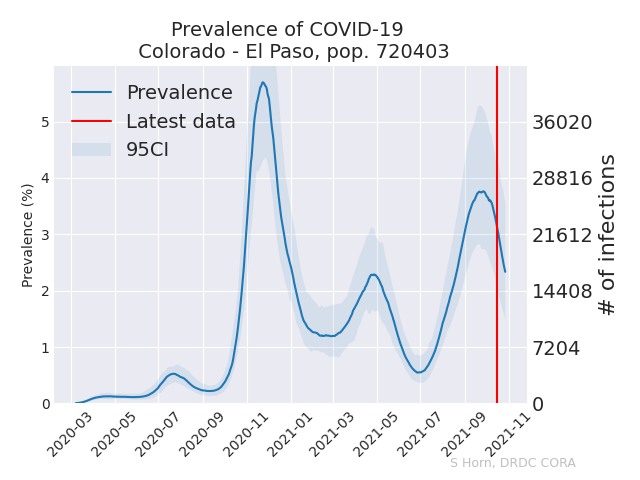 Prevalence of COVID-19
Colorado - El Paso, pop. 720403
Prevalence
Latest data
95CI
Prevalence (%)
5
4
3
2
1
0
36020
28816
21612
14408
7204
0
# of infections
2020-03
2020-05
2020-07
2020-09
2020-11
2021-01
2021-03
2021-05
2021-07
2021-09
2021-11
S Horn, DRDC CORA